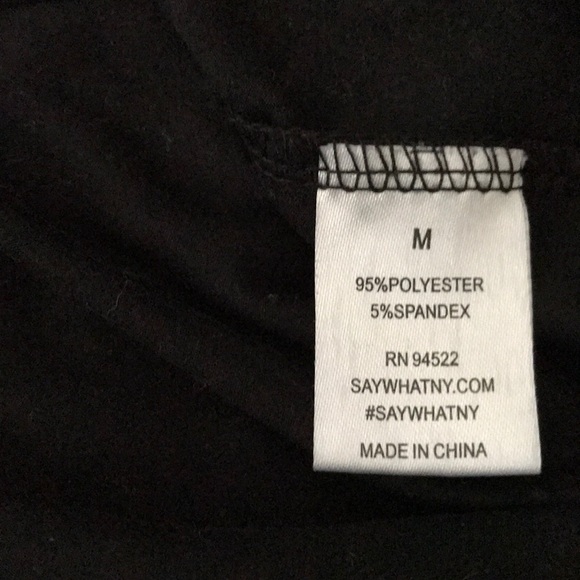 M
95%POLYESTER
5%SPANDEX
RN 94522
SAYWHATNY.COM
#SAYWHATNY
MADE IN CHINA